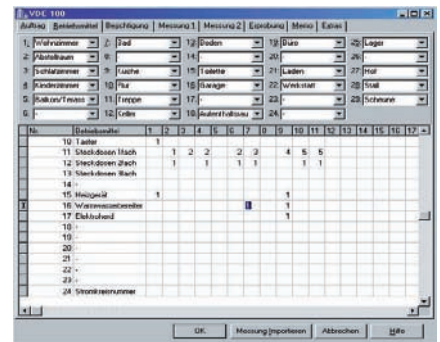 VDE 100
Auftrag Betriebsmittel Besichtigung Messung 1 Messung 2 Erprobung Memo Extras
1. Wohnzimmer 7. Bad 13 Boden 19 Büro 25 Lager
2. Abstellraum 8. - 14 - 20 - 26 -
3. Schlafzimmer 9. Küche 15 Toilette 21 Laden 27 Hof
4. Kinderzimmer 10 Flur 16 Garage 22 Werkstatt 28 Stall
5. Balkon/Terass 11. Treppe 17 - 23 - 29 Scheune
6. - 12. Keller 18 24 -
Nr. Betriebsmittel 1 2 3 4 5 6 7 8 9 10 11 12 13 14 15 16 17
10 Taster 1
11 Steckdosen 1fach 1 2 2 2 3 4 5 5
12 Steckdosen 2fach 1 1 1 1 1 1
13 Steckdosen 3fach
14 -
15 Heizgerät 1 1
16 Warmwasserbereiter 1 1
17 Elektroherd 1
18 -
19 -
20 -
21 -
22 -
23 -
24 Stromkreisnummer
OK Messung Importieren Abbrechen Hilfe